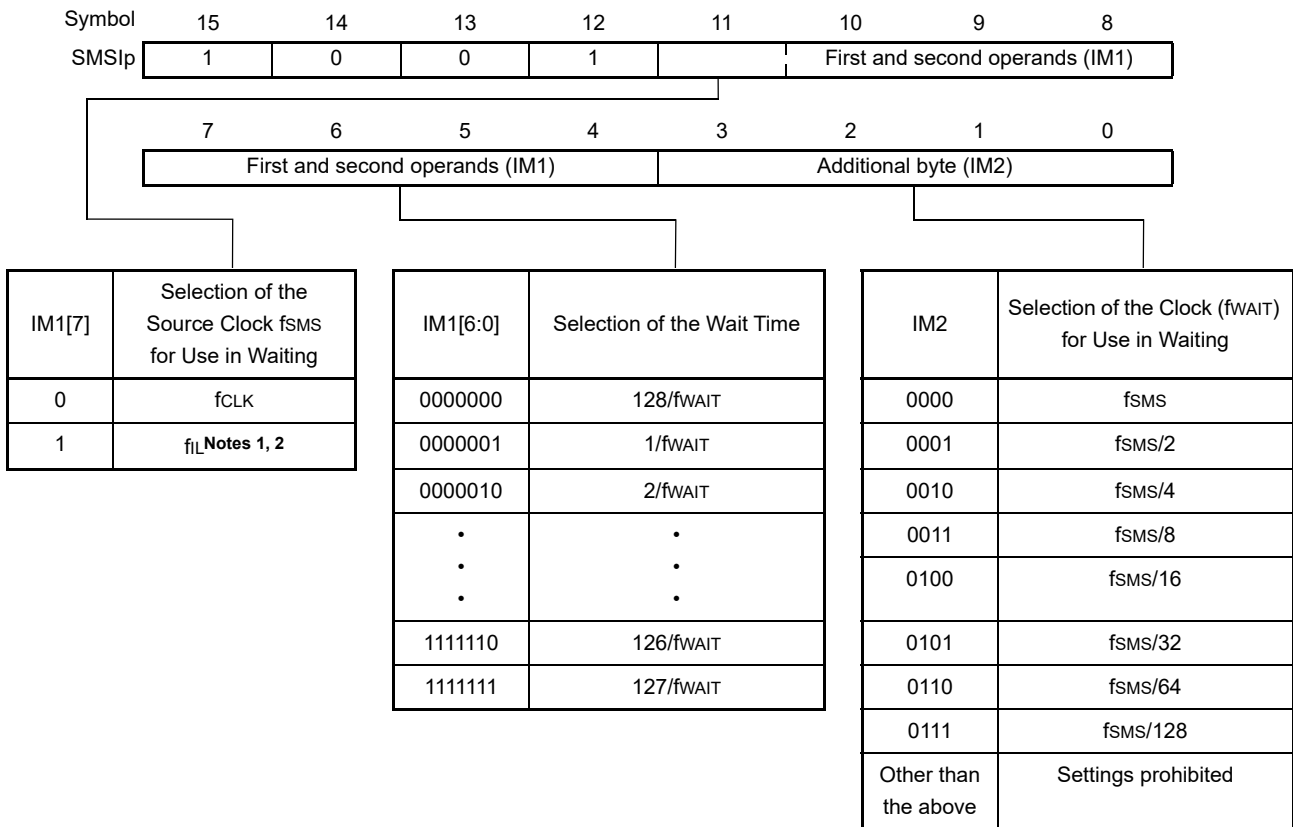 Symbol 15 14 13 12 11 10 9 8
SMSIp 1 0 0 1 First and second operands (IM1)
7 6 5 4 3 2 1 0
First and second operands (IM1) Additional byte (IM2)
IM1[7] Selection of the
Source Clock fSMS
for Use in Waiting
0 fCLK
1 fILNotes 1, 2
IM1[6:0] Selection of the Wait Time
0000000 128/fWAIT
0000001 1/fWAIT
0000010 2/fWAIT
• •
• •
• •
1111110 126/fWAIT
1111111 127/fWAIT
IM2 Selection of the Clock (fWAIT)
for Use in Waiting
0000 fSMS
0001 fSMS/2
0010 fSMS/4
0011 fSMS/8
0100 fSMS/16
0101 fSMS/32
0110 fSMS/64
0111 fSMS/128
Other than Settings prohibited
the above